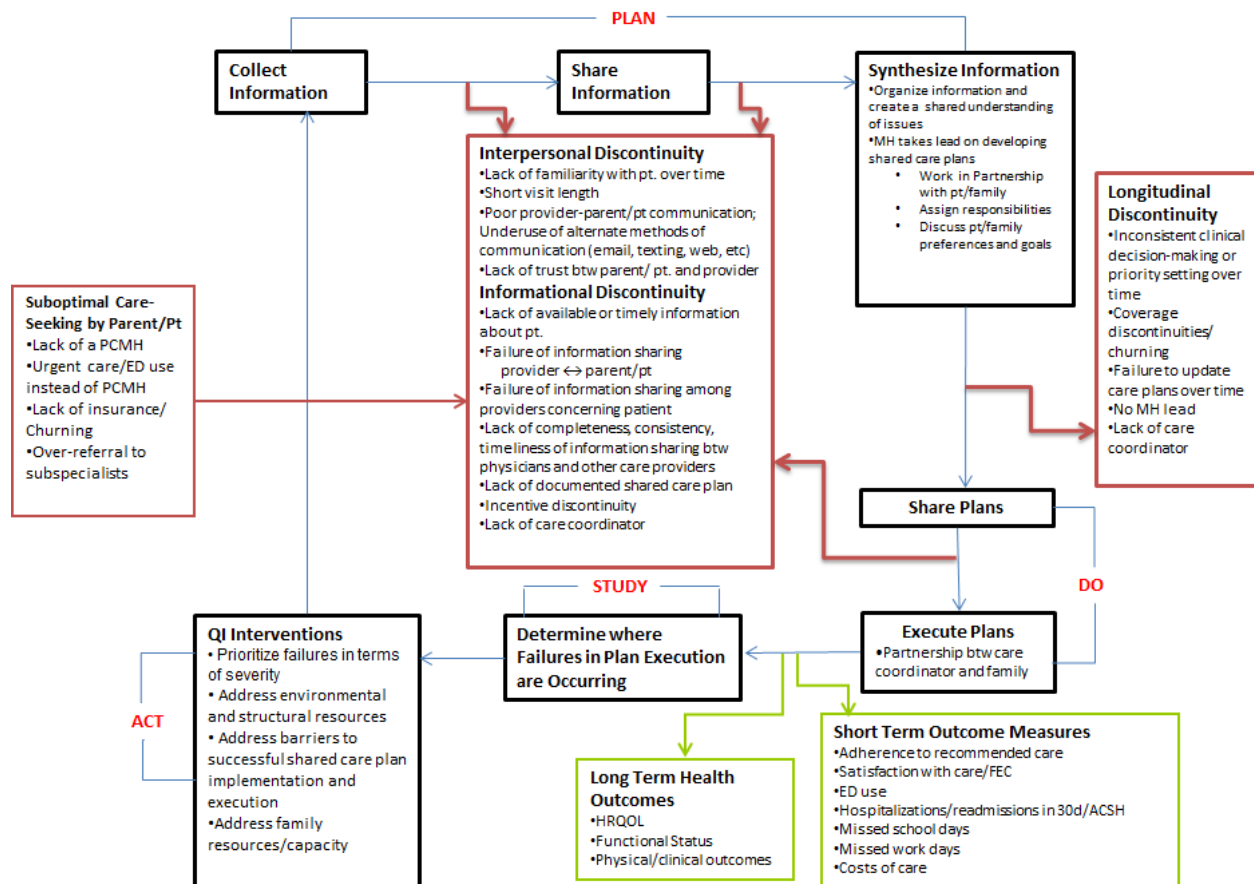 PLAN
Collect
Information
Share
Information
Synthesize Information
•Organize information and
create a shared understanding
of issues
•MH takes lead on developing
shared care plans
• Work in Partnership
with pt/family
• Assign responsibilities
• Discuss pt/family
preferences and goals
Interpersonal Discontinuity
•Lack of familiarity with pt. over time
•Short visit length
•Poor provider-parent/pt communication;
Underuse of alternate methods of
communication (email, texting, web, etc)
•Lack of trust btw parent/ pt. and provider
Informational Discontinuity
•Lack of available or timely information
about pt.
•Failure of information sharing
provider ↔ parent/pt
•Failure of information sharing among
providers concerning patient
•Lack of completeness, consistency,
timeliness of information sharing btw
physicians and other care providers
•Lack of documented shared care plan
•Incentive discontinuity
•Lack of care coordinator
Longitudinal
Discontinuity
•Inconsistent clinical
decision-making or
priority setting over
time
•Coverage
discontinuities/
churning
•Failure to update
care plans over time
•No MH lead
•Lack of care
coordinator
Suboptimal Care-
Seeking by Parent/Pt
•Lack of a PCMH
•Urgent care/ED use
instead of PCMH
•Lack of insurance/
Churning
•Over-referral to
subspecialists
Share Plans
DO
Execute Plans
•Partnership btw care
coordinator and family
STUDY
Determine where
Failures in Plan Execution
are Occurring
QI Interventions
• Prioritize failures in terms
of severity
• Address environmental
and structural resources
• Address barriers to
successful shared care plan
implementation and
execution
•Address family
resources/capacity
ACT
Long Term Health
Outcomes
•HRQOL
•Functional Status
•Physical/clinical outcomes
Short Term Outcome Measures
•Adherence to recommended care
•Satisfaction with care/FEC
•ED use
•Hospitalizations/readmissions in 30d/ACSH
•Missed school days
•Missed work days
•Costs of care